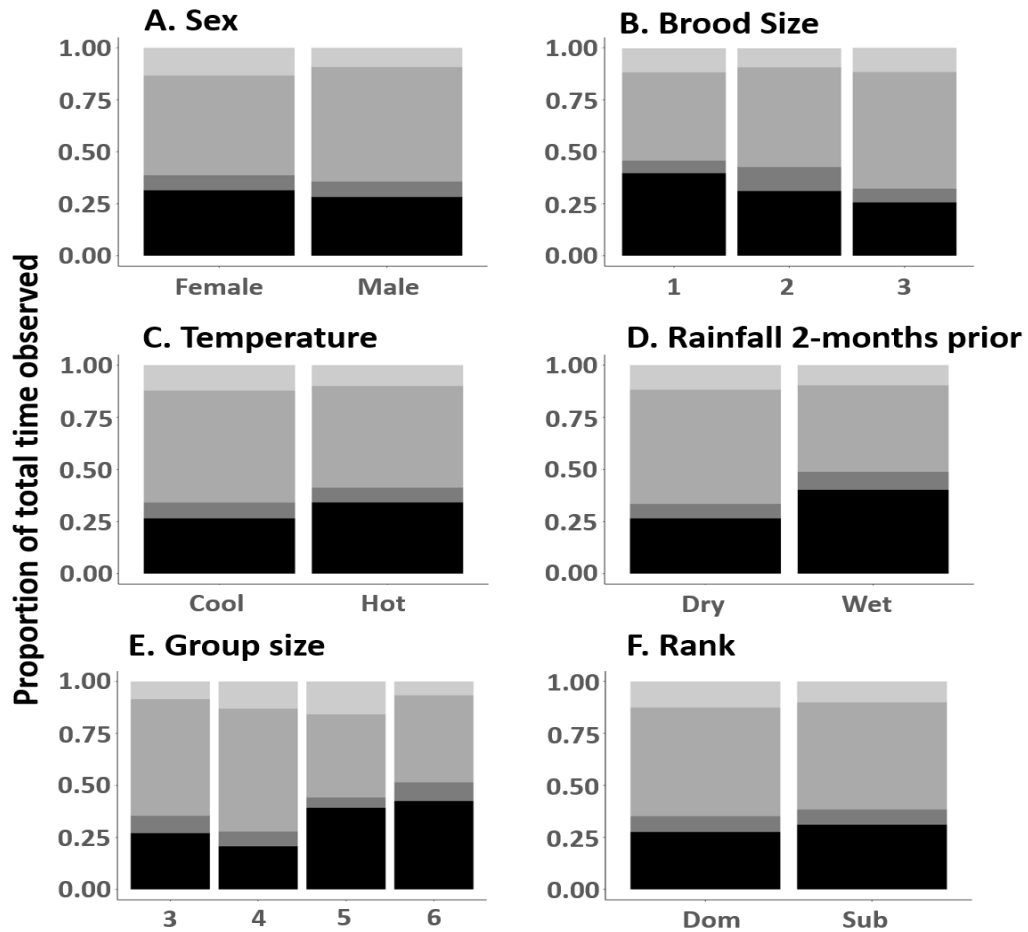 Proportion of total time observed
A. Sex
1.00
0.75
0.50
0.25
0.00
Female Male
B. Brood Size
1.00
0.75
0.50
0.25
0.00
1 2 3
C. Temperature
1.00
0.75
0.50
0.25
0.00
Cool Hot
D. Rainfall 2-months prior
1.00
0.75
0.50
0.25
0.00
Dry Wet
E. Group size
1.00
0.75
0.50
0.25
0.00
3 4 5 6
F. Rank
1.00
0.75
0.50
0.25
0.00
Dom Sub